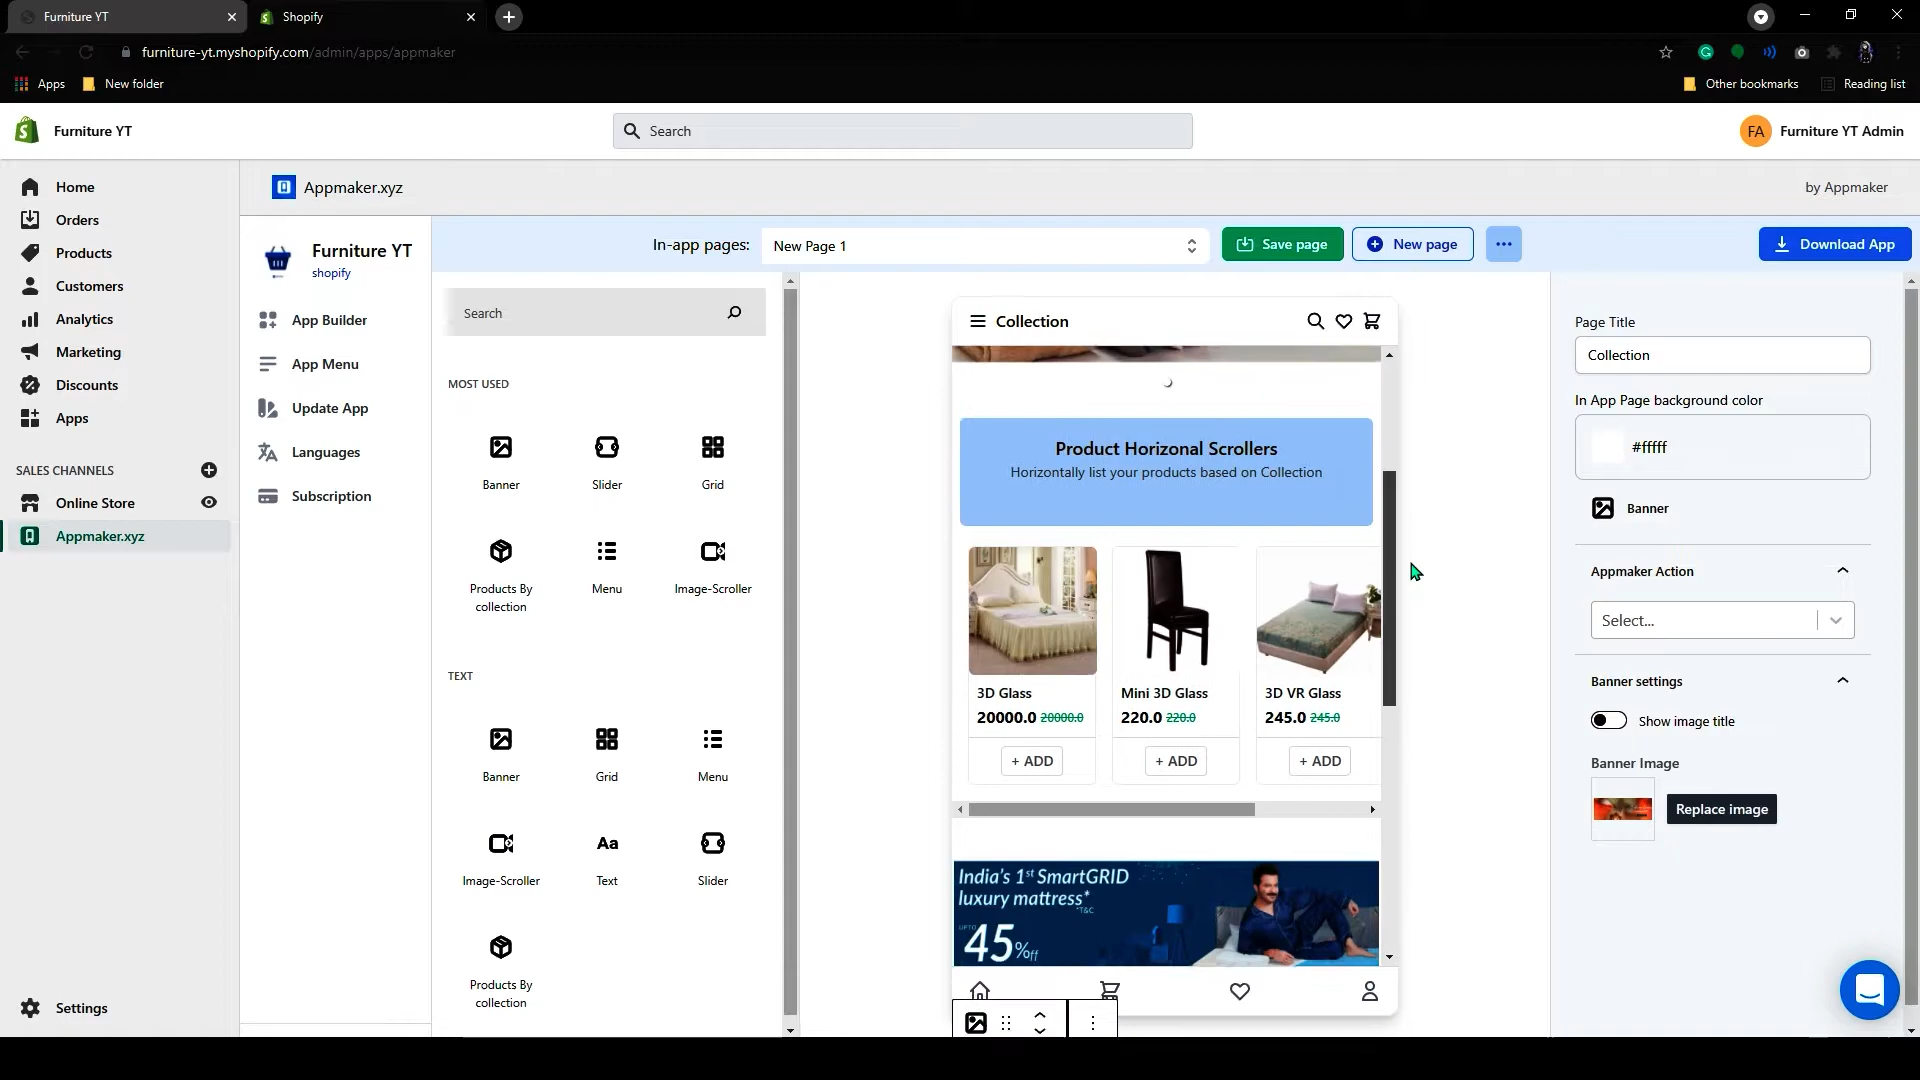 Furniture YT
Shopify
furniture-yt.myshopify.com/admin/apps/appmaker
Apps
New folder
Other bookmarks
Reading list
Furniture YT
Search
FA
Furniture YT Admin
Home
Orders
Products
Customers
Analytics
Marketing
Discounts
Apps
SALES CHANNELS
Online Store
Appmaker.xyz
Settings
Appmaker.xyz
by Appmaker
Furniture YT
shopify
App Builder
App Menu
Update App
Languages
Subscription
In-app pages:
New Page 1
Save page
New page
Download App
Search
MOST USED
Banner
Slider
Grid
Products By
collection
Menu
Image-Scroller
TEXT
Banner
Grid
Menu
Image-Scroller
Aa
Text
Slider
Products By
collection
Collection
Product Horizonal Scrollers
Horizontally list your products based on Collection
3D Glass
20000.0 20000.0
+ ADD
Mini 3D Glass
220.0 220.0
+ ADD
3D VR Glass
245.0 245.0
+ ADD
India's 1st SmartGRID
luxury mattress*
*T&C
UPTO
45%off
Page Title
Collection
In App Page background color
#fffff
Banner
Appmaker Action
Select...
Banner settings
Show image title
Banner Image
Replace image